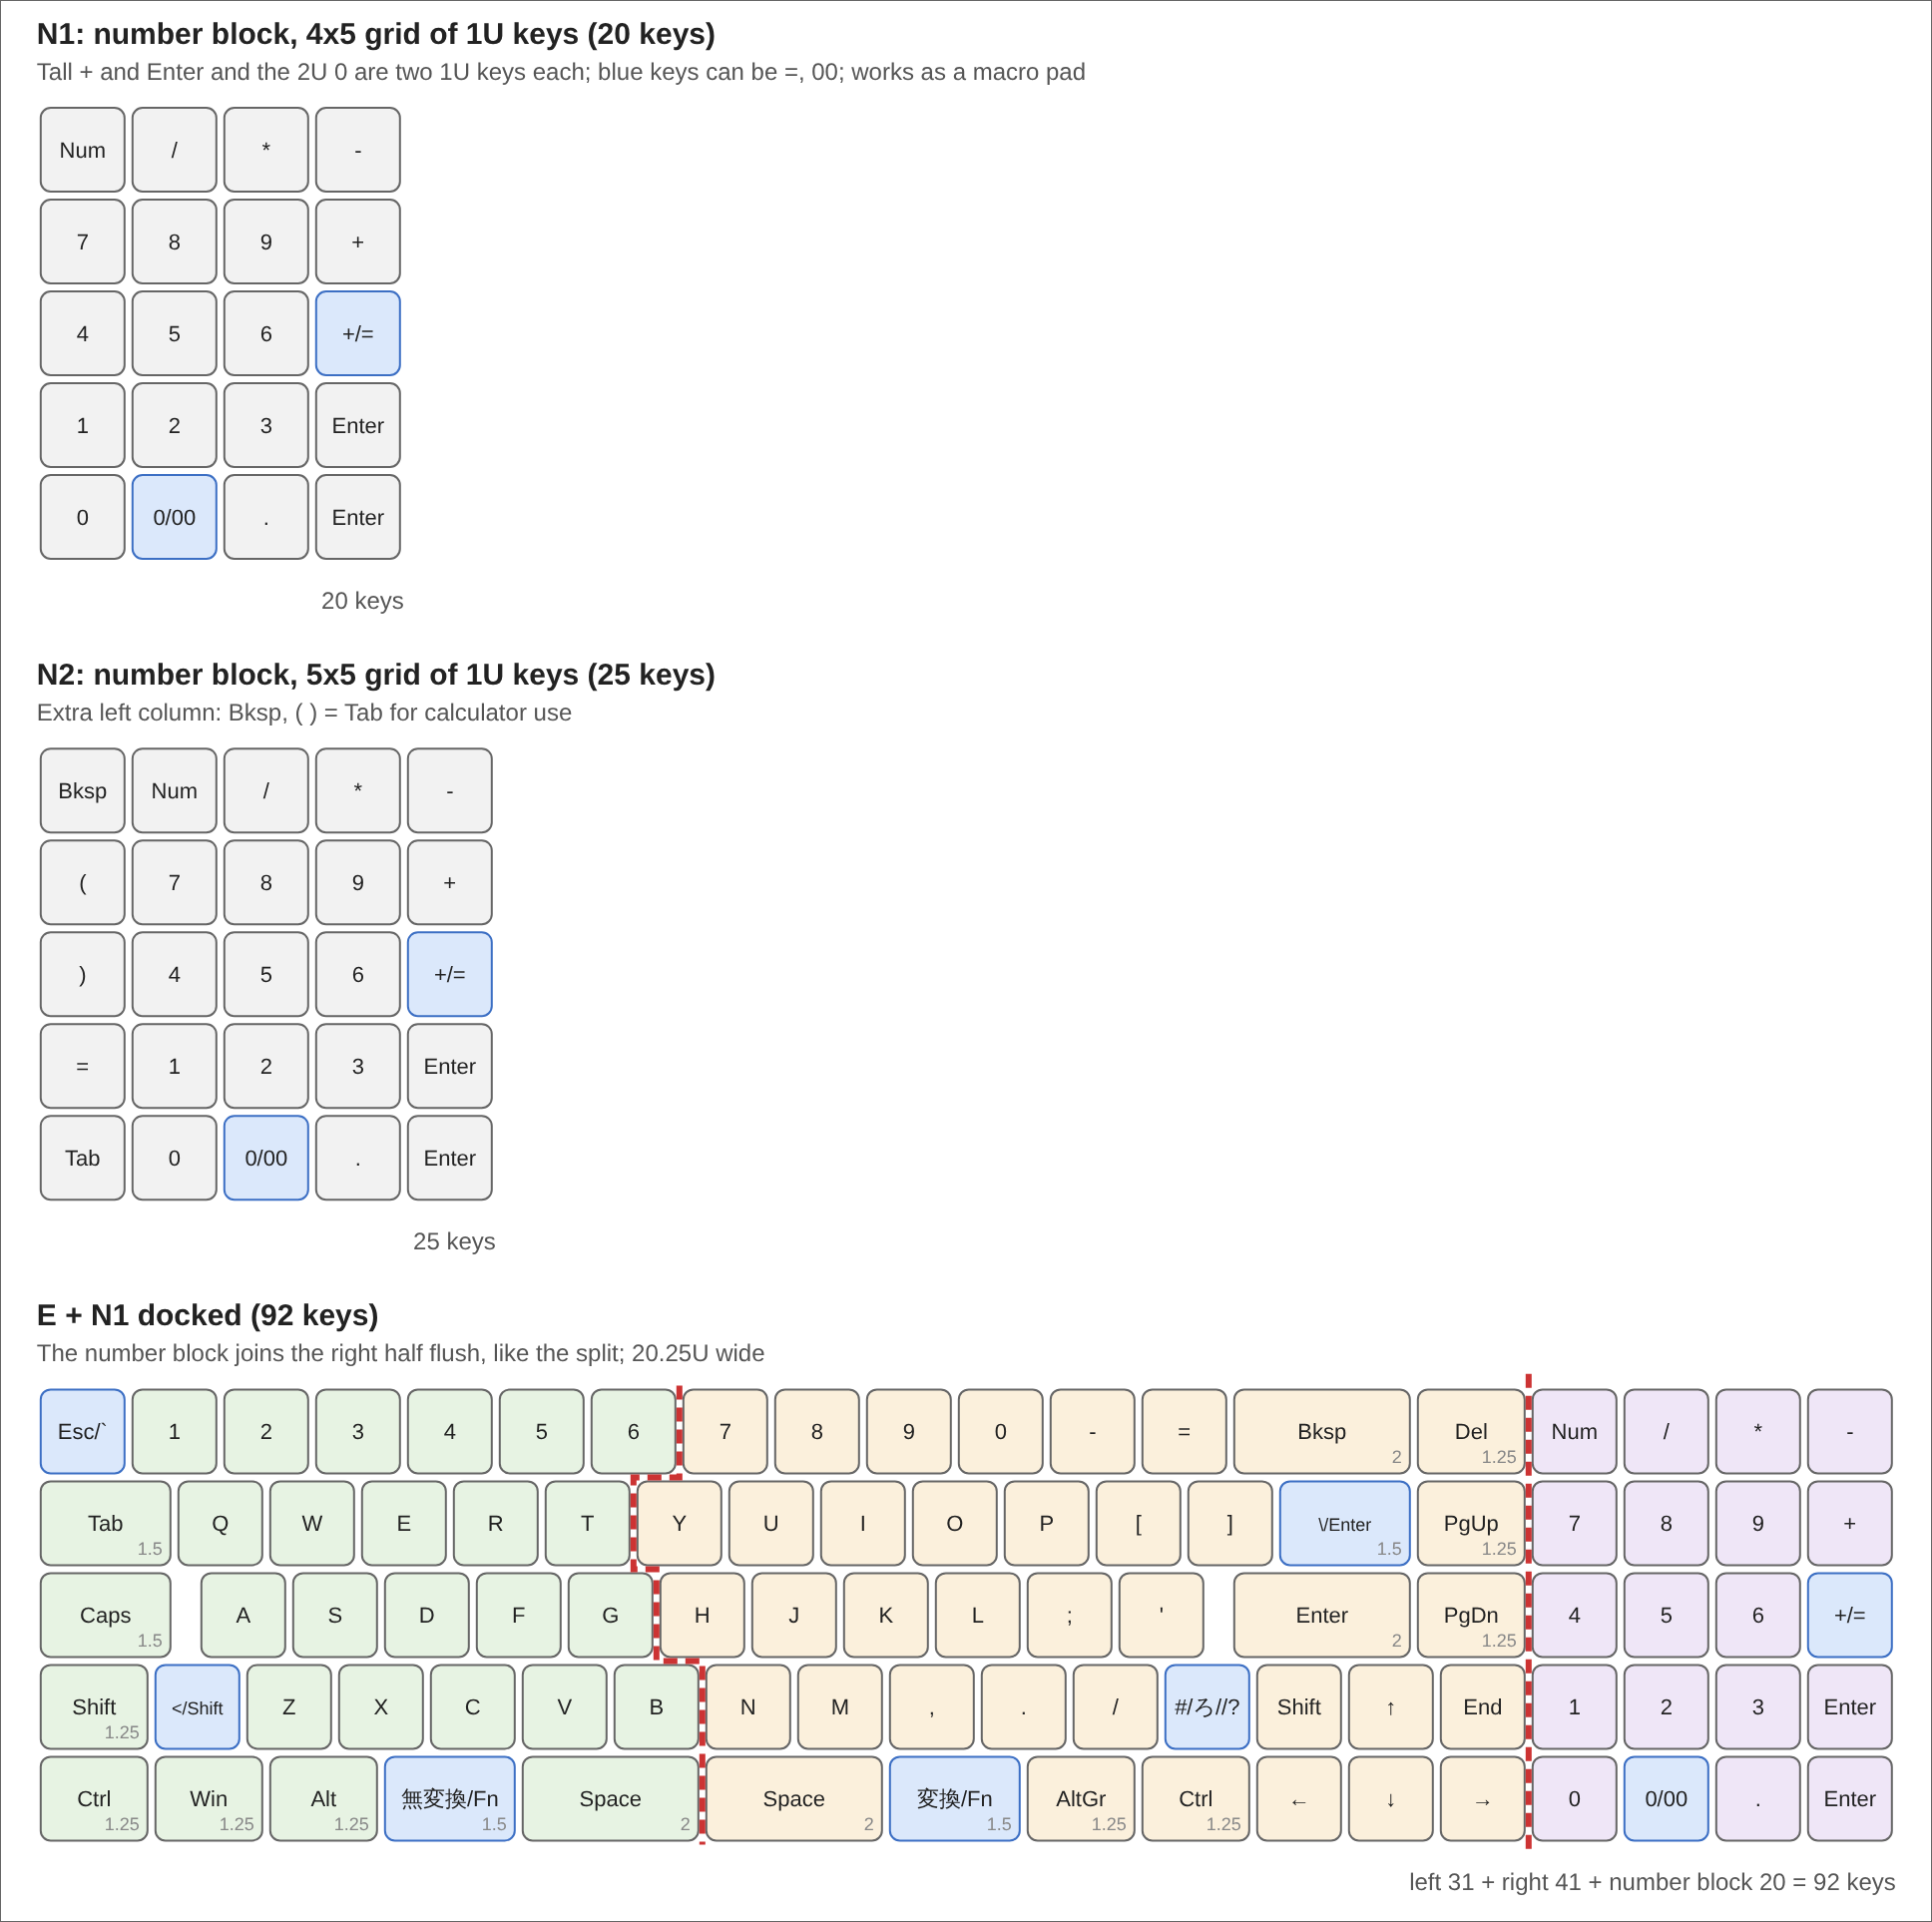 N1: number block, 4x5 grid of 1U keys (20 keys)
Tall + and Enter and the 2U 0 are two 1U keys each; blue keys can be =, 00; works as a macro pad
Num / * -
7 8 9 +
4 5 6 +/=
1 2 3 Enter
0 0/00 . Enter
20 keys
N2: number block, 5x5 grid of 1U keys (25 keys)
Extra left column: Bksp, ( ) = Tab for calculator use
Bksp Num / * -
( 7 8 9 +
) 4 5 6 +/=
= 1 2 3 Enter
Tab 0 0/00 . Enter
25 keys
E + N1 docked (92 keys)
The number block joins the right half flush, like the split; 20.25U wide
Esc/` 1 2 3 4 5 6 7 8 9 0 - = Bksp 2 Del 1.25 Num / * -
Tab 1.5 Q W E R T Y U I O P [ ] \/Enter 1.5 PgUp 1.25 7 8 9 +
Caps 1.5 A S D F G H J K L ; ' Enter 2 PgDn 1.25 4 5 6 +/=
Shift 1.25 </Shift Z X C V B N M , . / #/ろ//? Shift ↑ End 1 2 3 Enter
Ctrl 1.25 Win 1.25 Alt 1.25 無変換/Fn 1.5 Space 2 Space 2 変換/Fn 1.5 AltGr 1.25 Ctrl 1.25 ← ↓ → 0 0/00 . Enter
left 31 + right 41 + number block 20 = 92 keys